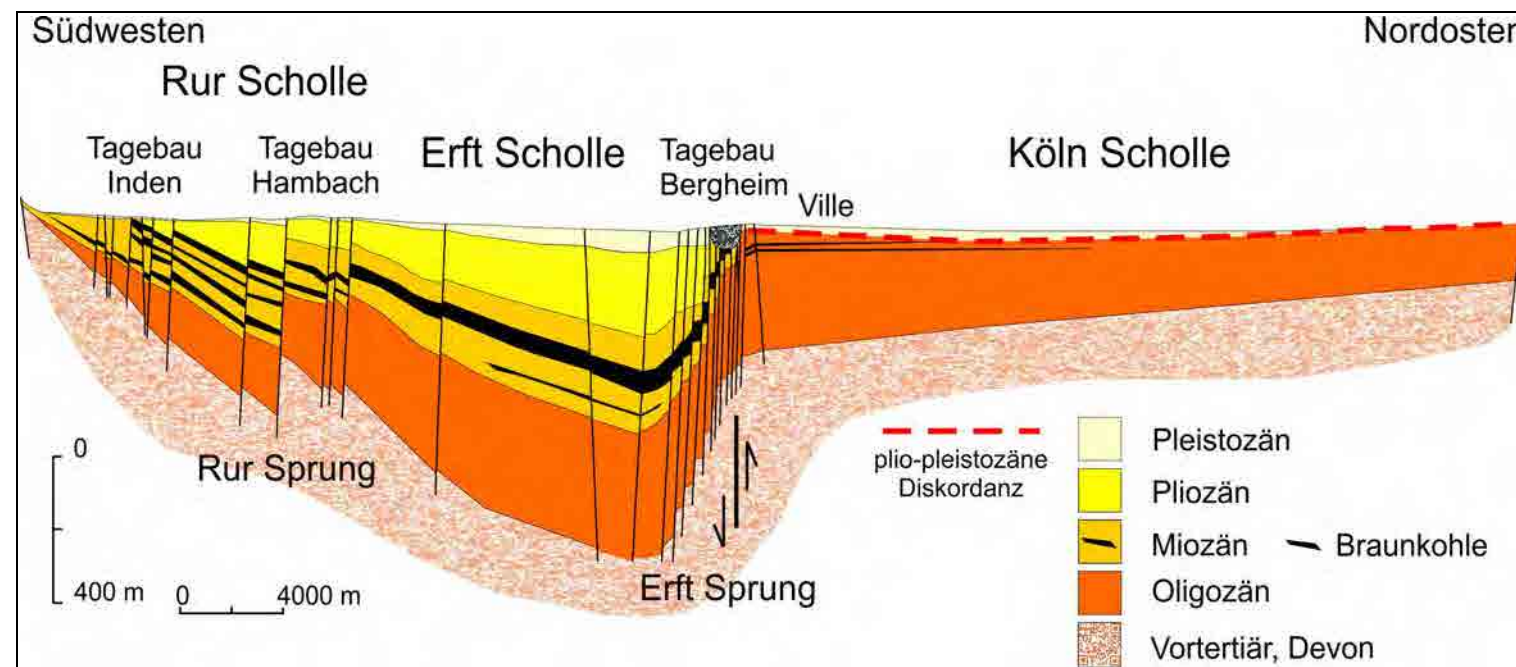 Südwesten
Nordosten
Rur Scholle
Tagebau
Inden
Tagebau
Hambach
Erft Scholle
Tagebau
Bergheim
Ville
Köln Scholle
Rur Sprung
Erft Sprung
0
400 m
0
4000 m
plio-pleistozäne
Diskordanz
Pleistozän
Pliozän
Miozän
Braunkohle
Oligozän
Vortertiär, Devon